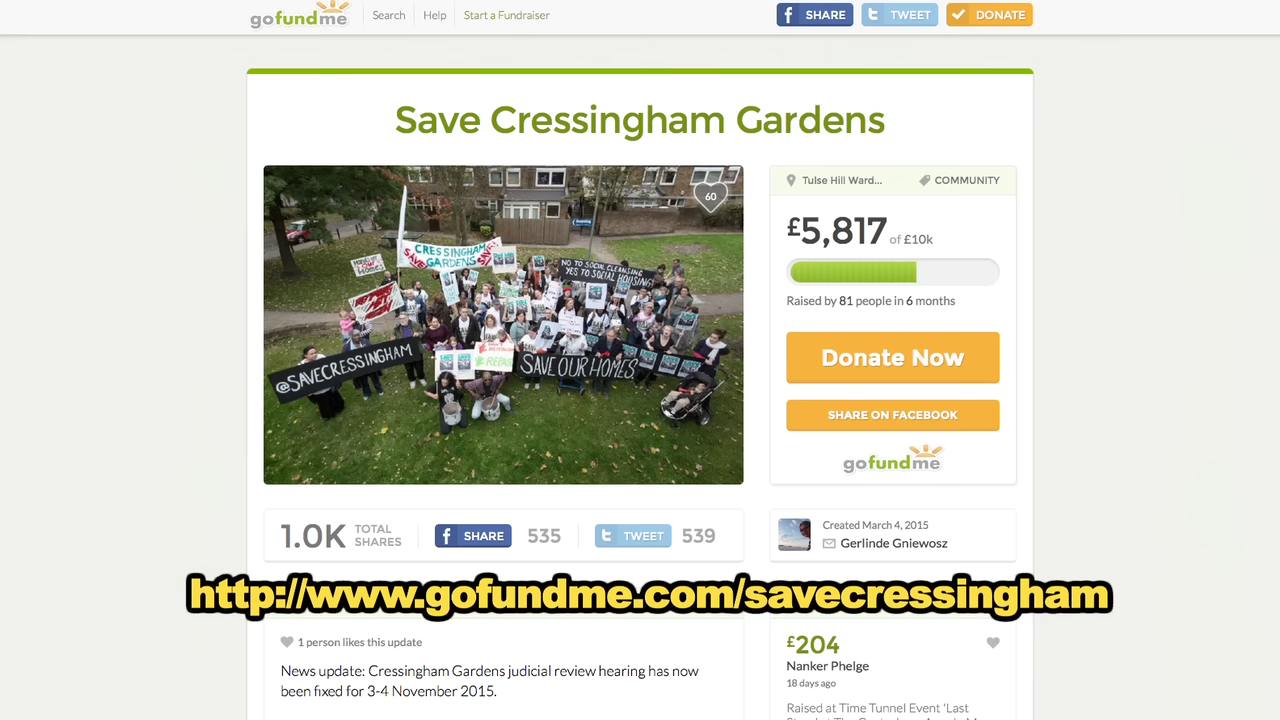 gofundme
Search
Help
Start a Fundraiser
SHARE
TWEET
DONATE
Save Cressingham Gardens
60
CRESSINGHAM
SAVE GARDENS
NO TO SOCIAL CLEANSING
YES TO SOCIAL HOUSING
@SAVECRESSINGHAM
SAVE OUR HOMES
REPAIR
Tulse Hill Ward...
COMMUNITY
£5,817 of £10k
Raised by 81 people in 6 months
Donate Now
SHARE ON FACEBOOK
gofundme
1.0K TOTAL
SHARES
SHARE 535
TWEET 539
Created March 4, 2015
Gerlinde Gniewosz
http://www.gofundme.com/savecressingham
1 person likes this update
News update: Cressingham Gardens judicial review hearing has now
been fixed for 3-4 November 2015.
£204
Nanker Phelge
18 days ago
Raised at Time Tunnel Event 'Last